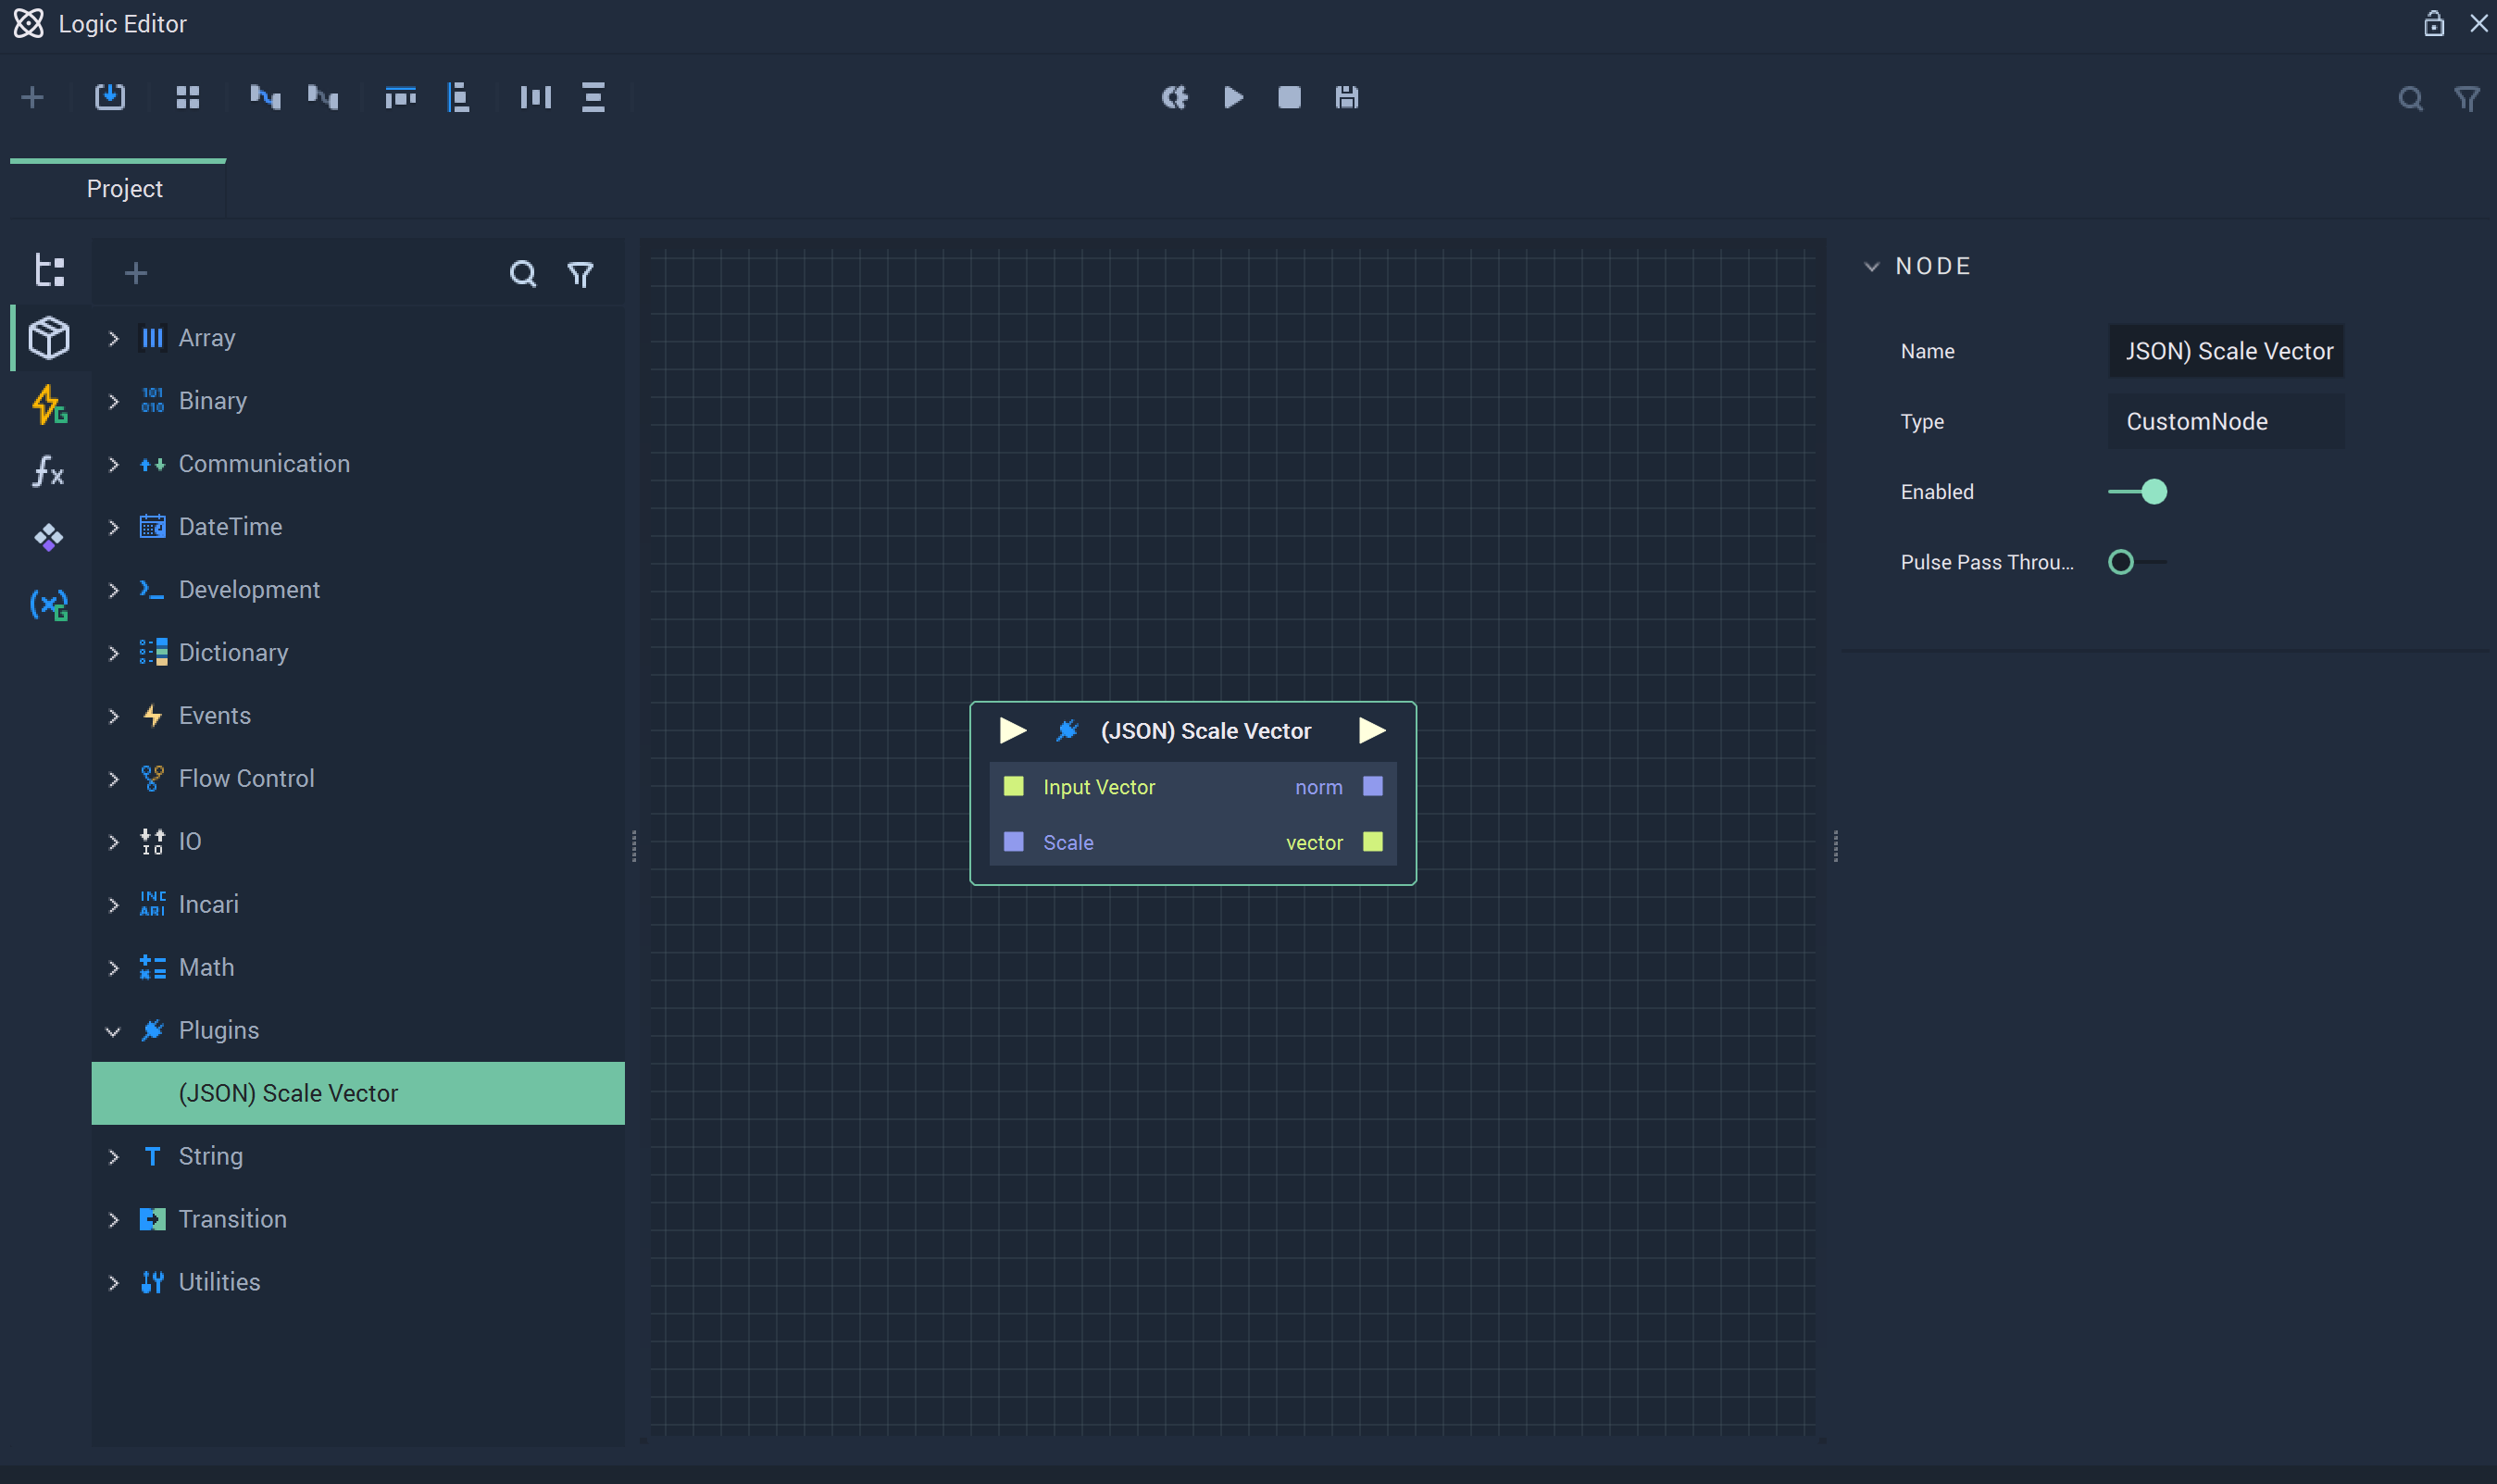 Logic Editor
Project
Array
Binary
Communication
DateTime
Development
Dictionary
Events
Flow Control
IO
Incari
Math
Plugins
(JSON) Scale Vector
String
Transition
Utilities
(JSON) Scale Vector
Input Vector norm
Scale vector
NODE
Name JSON) Scale Vector
Type CustomNode
Enabled
Pulse Pass Throu...